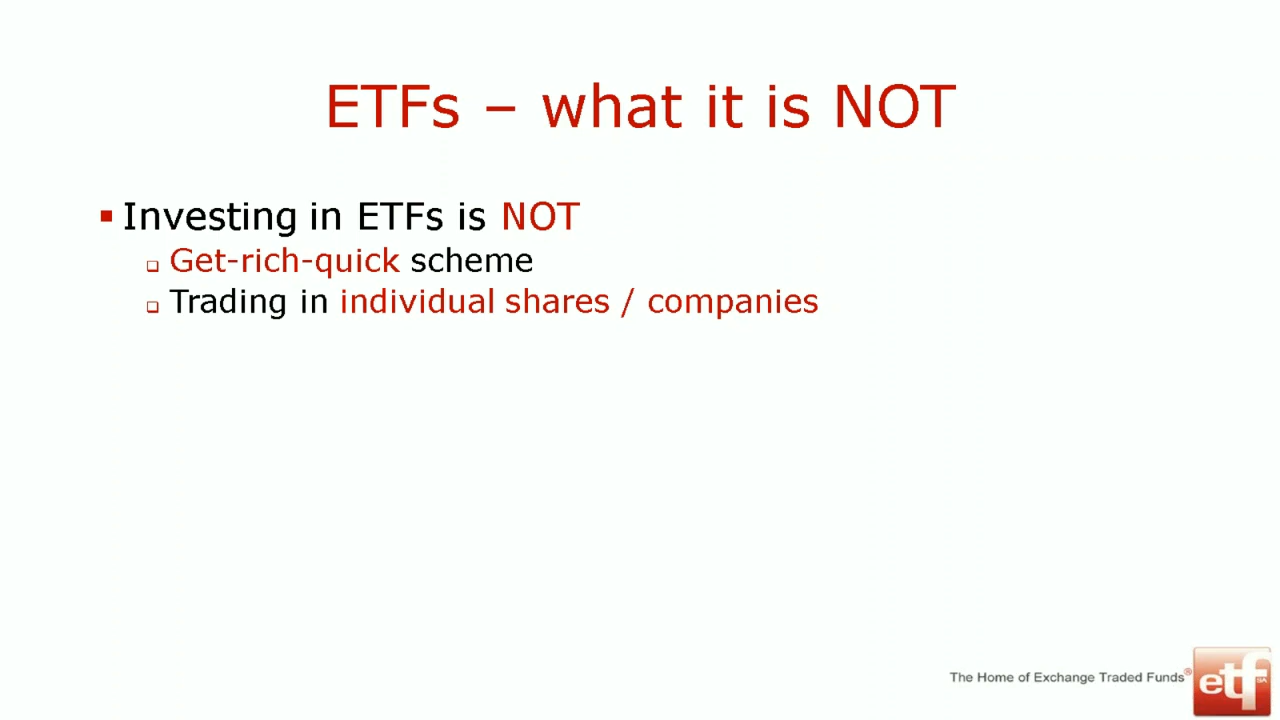 ETFs – what it is NOT
Investing in ETFs is NOT
Get-rich-quick scheme
Trading in individual shares / companies
The Home of Exchange Traded Funds®
etf
SA